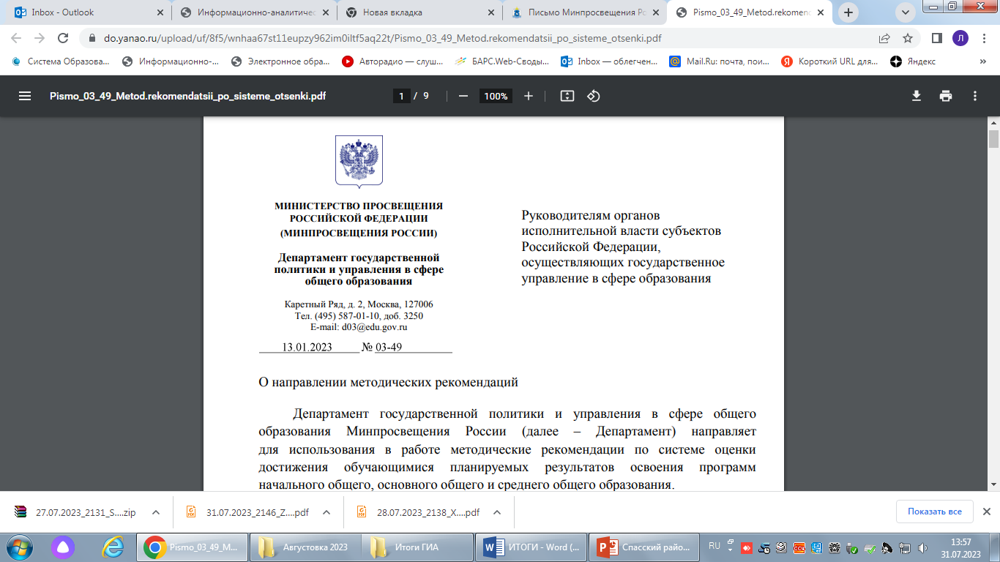 Inbox - Outlook
Информационно-аналитичес
Новая вкладка
Письмо Минпросвещения Ро
Pismo_03_49_Metod.rekomend
do.yanao.ru/upload/uf/8f5/wnhaa67st11eupzy962im0iltf5aq22t/Pismo_03_49_Metod.rekomendatsii_po_sisteme_otsenki.pdf
Л
Система Образова...
Информационно-...
Электронное обра...
Авторадио — слуш...
БАРС.Web-Своды...
Inbox — облегчен...
Mail.Ru: почта, пои...
Короткий URL для...
Яндекс
»
Pismo_03_49_Metod.rekomendatsii_po_sisteme_otsenki.pdf
1 / 9
100%
МИНИСТЕРСТВО ПРОСВЕЩЕНИЯ
РОССИЙСКОЙ ФЕДЕРАЦИИ
(МИНПРОСВЕЩЕНИЯ РОССИИ)
Департамент государственной
политики и управления в сфере
общего образования
Каретный Ряд, д. 2, Москва, 127006
Тел. (495) 587-01-10, доб. 3250
E-mail: d03@edu.gov.ru
13.01.2023 № 03-49
Руководителям органов
исполнительной власти субъектов
Российской Федерации,
осуществляющих государственное
управление в сфере образования
О направлении методических рекомендаций
Департамент государственной политики и управления в сфере общего
образования Минпросвещения России (далее – Департамент) направляет
для использования в работе методические рекомендации по системе оценки
достижения обучающимися планируемых результатов освоения программ
начального общего, основного общего и среднего общего образования.
27.07.2023_2131_S....zip
31.07.2023_2146_Z....pdf
28.07.2023_2138_X....pdf
Показать все
Pismo_03_49_M...
Августовка 2023
Итоги ГИА
ИТОГИ - Word (...
Спасский райо...
RU
13:57
31.07.2023